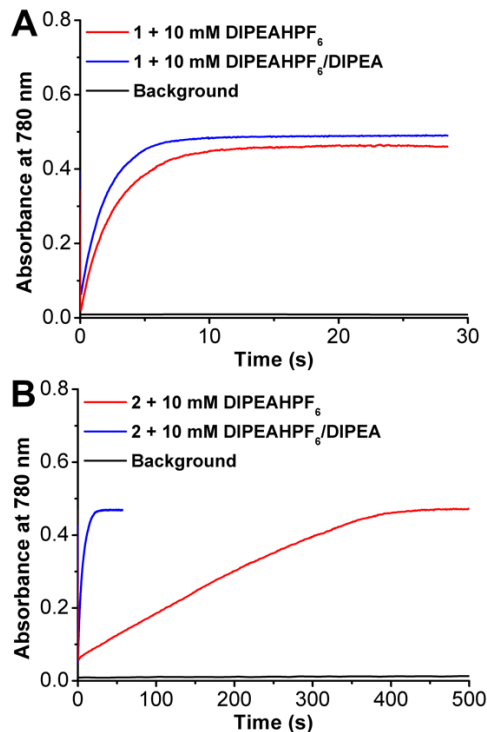 A
1 + 10 mM DIPEAHPF6
1 + 10 mM DIPEAHPF6/DIPEA
Background
Absorbance at 780 nm
0.8
0.6
0.4
0.2
0.0
0 10 20 30
Time (s)
B
2 + 10 mM DIPEAHPF6
2 + 10 mM DIPEAHPF6/DIPEA
Background
Absorbance at 780 nm
0.8
0.6
0.4
0.2
0.0
0 100 200 300 400 500
Time (s)